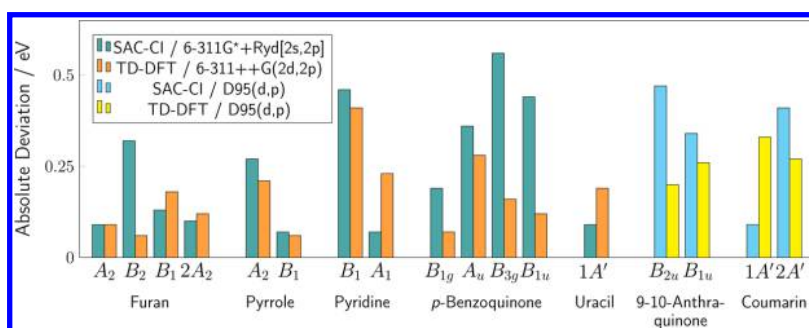 SAC-CI / 6-311G*+Ryd[2s,2p]
TD-DFT / 6-311++G(2d,2p)
SAC-CI / D95(d,p)
TD-DFT / D95(d,p)
Absolute Deviation / eV
0.5
0.25
0
A₂ B₂ B₁ 2A₂ A₂ B₁ B₁ A₁ B₁g Aᵤ B₃g B₁ᵤ 1A′ B₂ᵤ B₁ᵤ 1A′ 2A′
Furan Pyrrole Pyridine p-Benzoquinone Uracil 9-10-Anthra- Coumarin
quinone